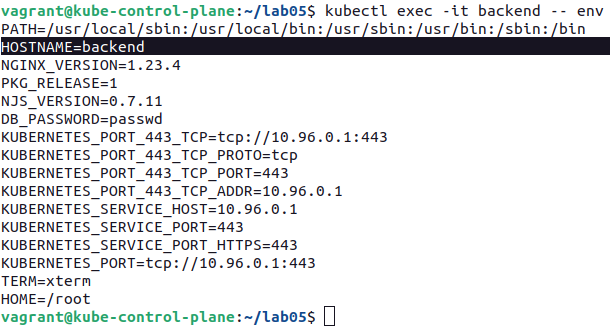 vagrant@kube-control-plane:~/lab05$ kubectl exec -it backend -- env
PATH=/usr/local/sbin:/usr/local/bin:/usr/sbin:/usr/bin:/sbin:/bin
HOSTNAME=backend
NGINX_VERSION=1.23.4
PKG_RELEASE=1
NJS_VERSION=0.7.11
DB_PASSWORD=passwd
KUBERNETES_PORT_443_TCP=tcp://10.96.0.1:443
KUBERNETES_PORT_443_TCP_PROTO=tcp
KUBERNETES_PORT_443_TCP_PORT=443
KUBERNETES_PORT_443_TCP_ADDR=10.96.0.1
KUBERNETES_SERVICE_HOST=10.96.0.1
KUBERNETES_SERVICE_PORT=443
KUBERNETES_SERVICE_PORT_HTTPS=443
KUBERNETES_PORT=tcp://10.96.0.1:443
TERM=xterm
HOME=/root
vagrant@kube-control-plane:~/lab05$